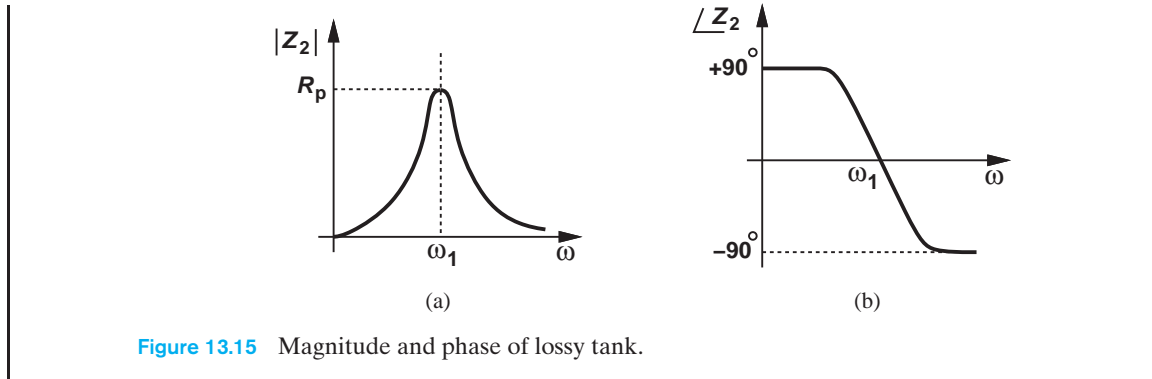 |Z2|
Rp
ω1
ω
(a)
∠Z2
+90°
ω1
ω
−90°
(b)
Figure 13.15 Magnitude and phase of lossy tank.